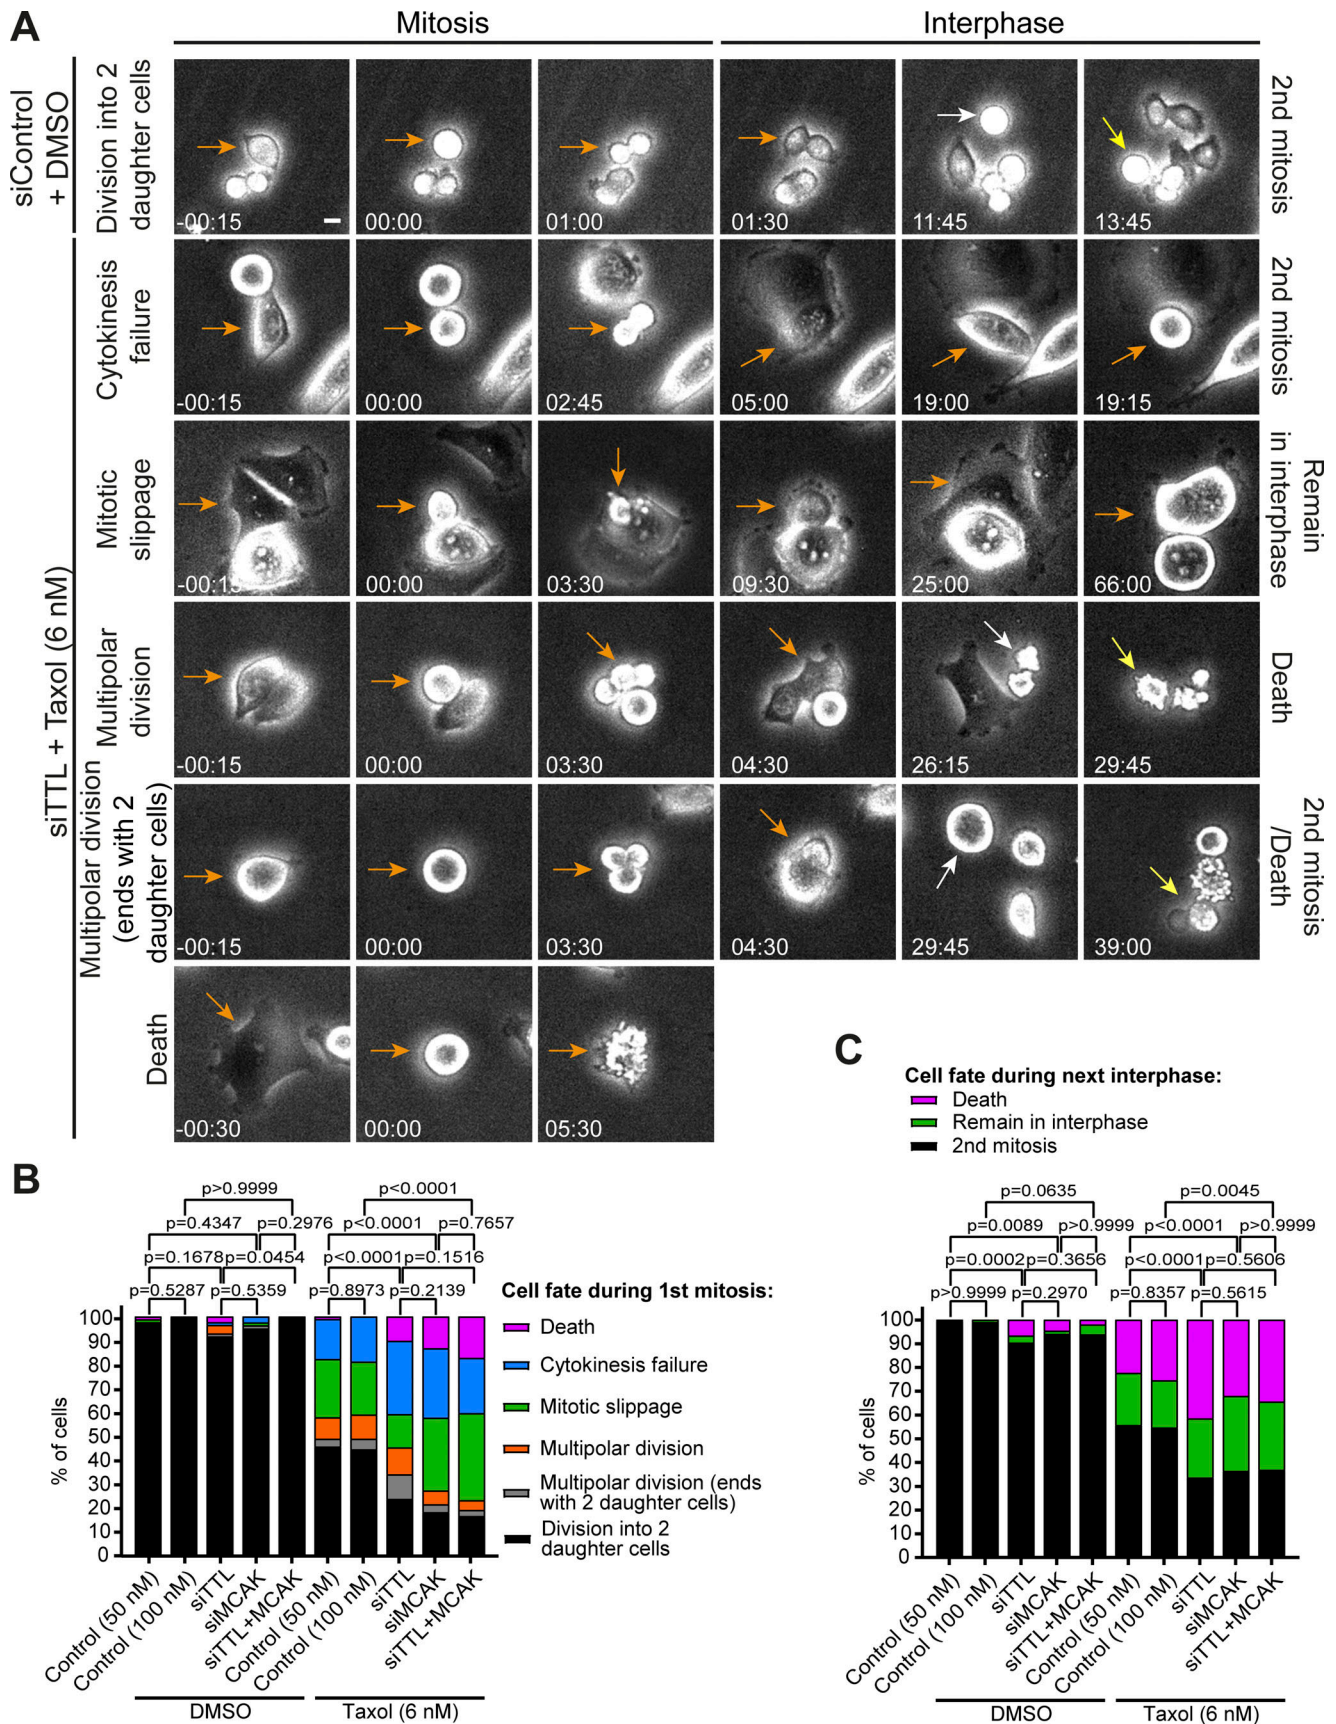 A
Mitosis
Interphase
siControl
+ DMSO
Division into 2
daughter cells
-00:15
00:00
01:00
01:30
11:45
13:45
2nd mitosis
siTTL + Taxol (6 nM)
Cytokinesis
failure
-00:15
00:00
02:45
05:00
19:00
19:15
2nd mitosis
Mitotic
slippage
-00:15
00:00
03:30
09:30
25:00
66:00
Remain
in interphase
Multipolar
division
-00:15
00:00
03:30
04:30
26:15
29:45
Death
Multipolar division
(ends with 2
daughter cells)
-00:15
00:00
03:30
04:30
29:45
39:00
2nd mitosis
/Death
Death
-00:30
00:00
05:30
B
p>0.9999
p<0.0001
p=0.4347
p=0.2976
p<0.0001
p=0.7657
p=0.1678
p=0.0454
p<0.0001
p=0.1516
p=0.5287
p=0.5359
p=0.8973
p=0.2139
% of cells
100
90
80
70
60
50
40
30
20
10
0
Control (50 nM)
Control (100 nM)
siTTL
siMCAK
siTTL+MCAK
Control (50 nM)
Control (100 nM)
siTTL
siMCAK
siTTL+MCAK
DMSO
Taxol (6 nM)
Cell fate during 1st mitosis:
Death
Cytokinesis failure
Mitotic slippage
Multipolar division
Multipolar division (ends
with 2 daughter cells)
Division into 2
daughter cells
C
Cell fate during next interphase:
Death
Remain in interphase
2nd mitosis
p=0.0635
p=0.0045
p=0.0089
p>0.9999
p<0.0001
p>0.9999
p=0.0002
p=0.3656
p<0.0001
p=0.5606
p>0.9999
p=0.2970
p=0.8357
p=0.5615
% of cells
100
90
80
70
60
50
40
30
20
10
0
Control (50 nM)
Control (100 nM)
siTTL
siMCAK
siTTL+MCAK
Control (50 nM)
Control (100 nM)
siTTL
siMCAK
siTTL+MCAK
DMSO
Taxol (6 nM)